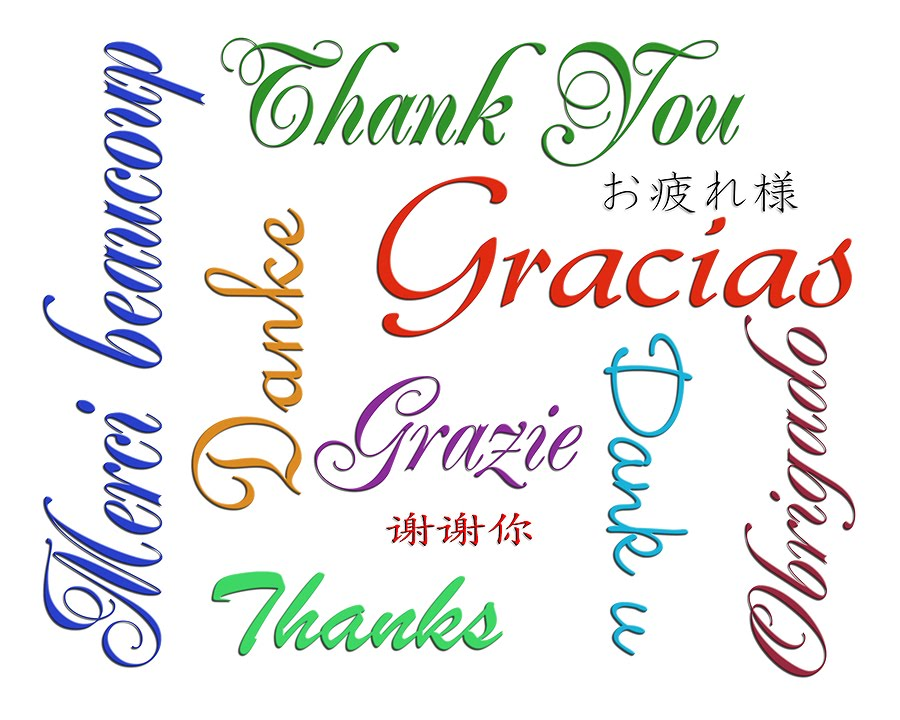 Merci beaucoup
Thank You
お疲れ様
Gracias
Danke
Grazie
Dank u
Obrigado
谢谢你
Thanks